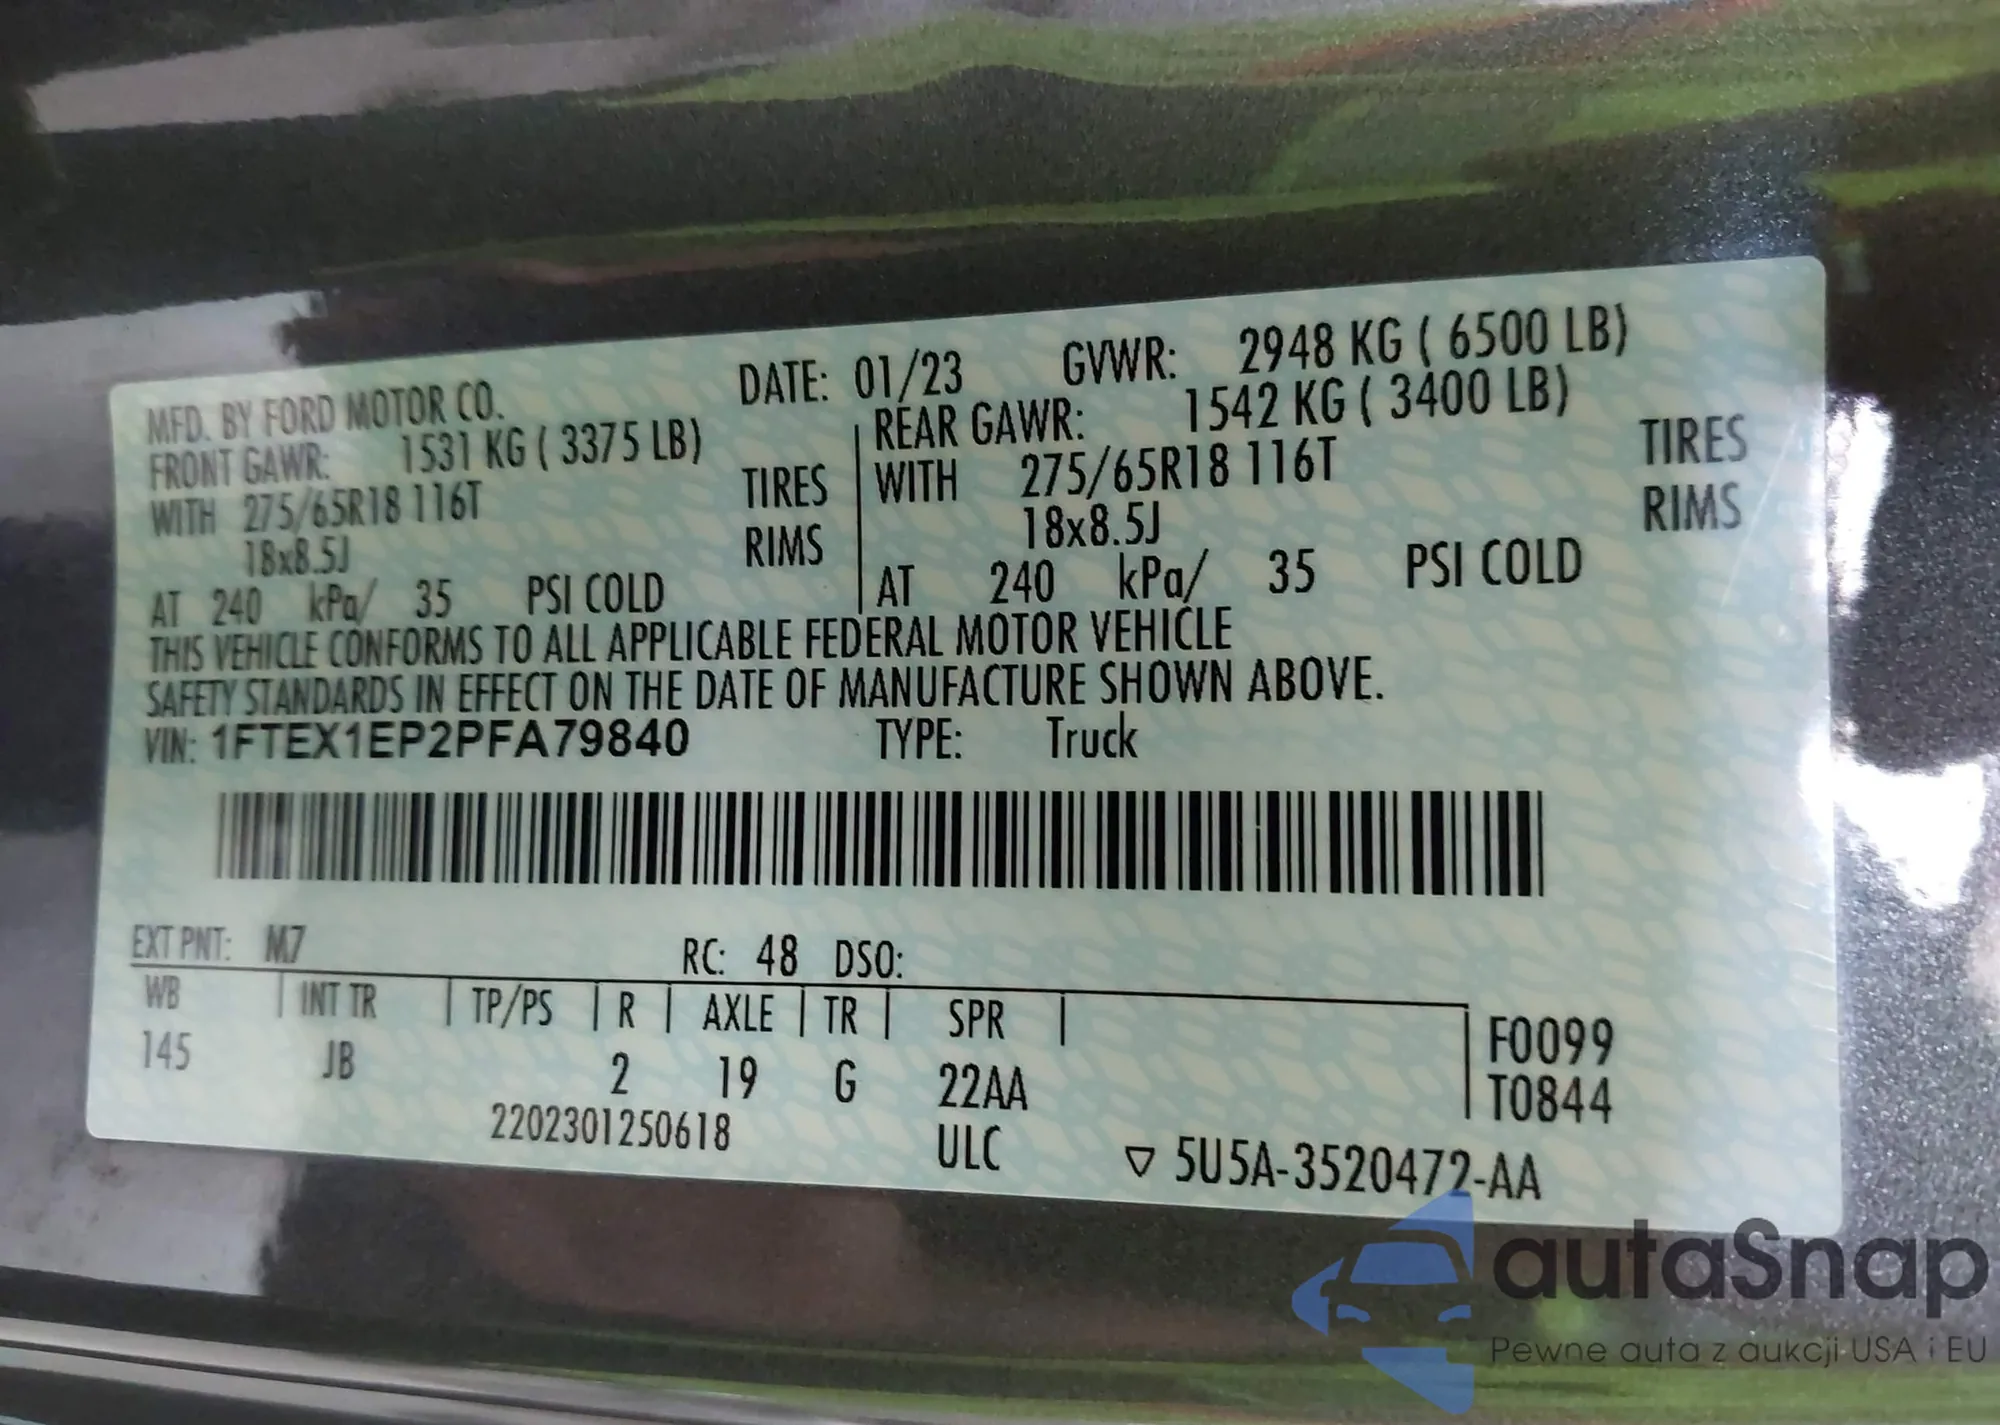 MFD. BY FORD MOTOR CO. DATE: 01/23 GVWR: 2948 KG ( 6500 LB)
FRONT GAWR: 1531 KG ( 3375 LB) REAR GAWR: 1542 KG ( 3400 LB)
WITH 275/65R18 116T TIRES WITH 275/65R18 116T TIRES
18x8.5J RIMS 18x8.5J RIMS
AT 240 kPa/ 35 PSI COLD AT 240 kPa/ 35 PSI COLD
THIS VEHICLE CONFORMS TO ALL APPLICABLE FEDERAL MOTOR VEHICLE
SAFETY STANDARDS IN EFFECT ON THE DATE OF MANUFACTURE SHOWN ABOVE.
VIN: 1FTEX1EP2PFA79840 TYPE: Truck
EXT PNT: M7 RC: 48 DSO:
WB INT TR TP/PS R AXLE TR SPR F0099
145 JB 2 19 G 22AA T0844
2202301250618 ULC 5U5A-3520472-AA
autaSnap
Pewne auta z aukcji USA i EU